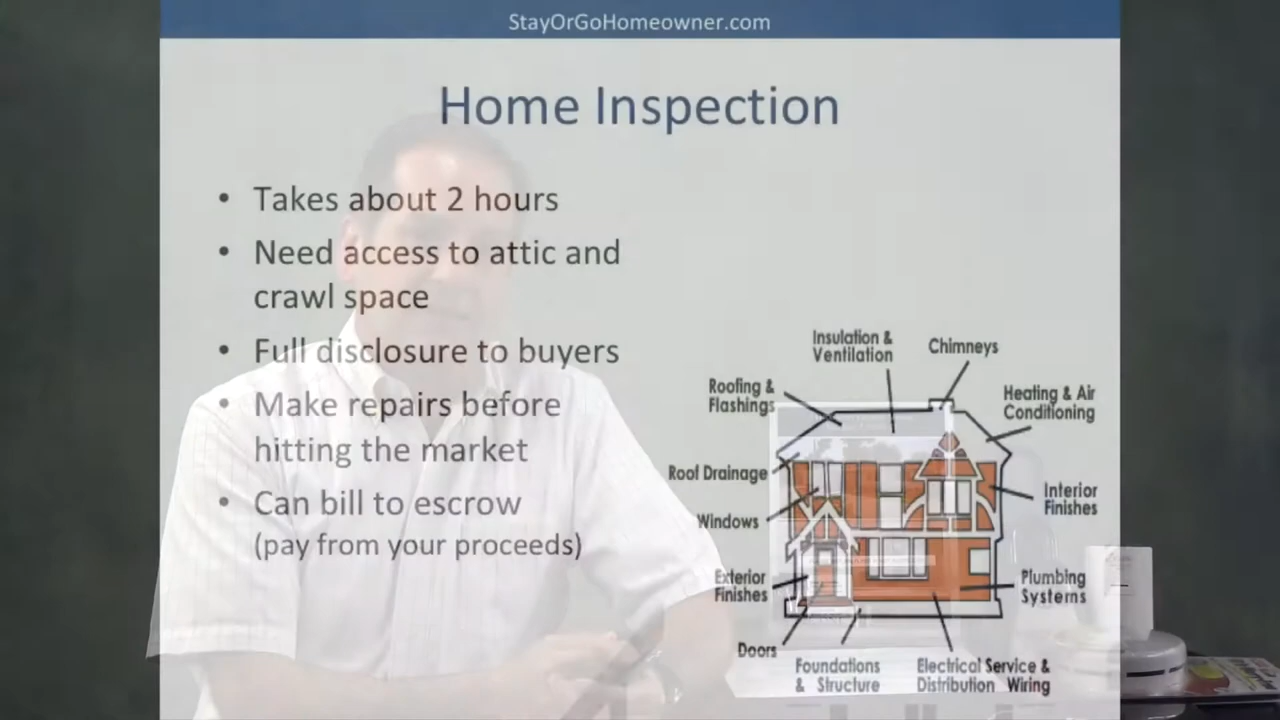 StayOrGoHomeowner.com
Home Inspection
• Takes about 2 hours
• Need access to attic and
crawl space
• Full disclosure to buyers
• Make repairs before
hitting the market
• Can bill to escrow
(pay from your proceeds)
Insulation &
Ventilation
Chimneys
Roofing &
Flashings
Heating & Air
Conditioning
Roof Drainage
Interior
Finishes
Windows
Exterior
Finishes
Plumbing
Systems
Doors
Foundations
& Structure
Electrical Service &
Distribution Wiring